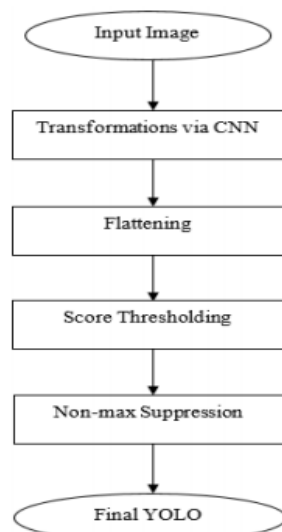 Input Image
Transformations via CNN
Flattening
Score Thresholding
Non-max Suppression
Final YOLO